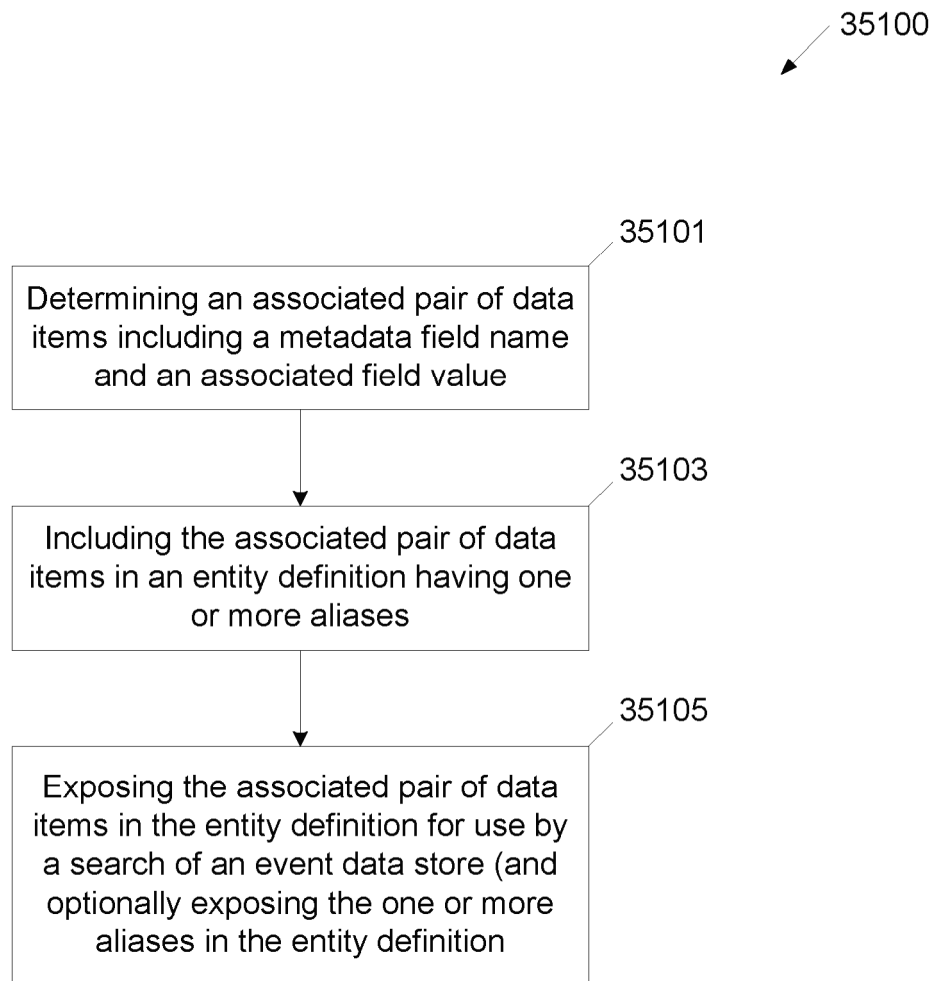 35100
35101
Determining an associated pair of data
items including a metadata field name
and an associated field value
35103
Including the associated pair of data
items in an entity definition having one
or more aliases
35105
Exposing the associated pair of data
items in the entity definition for use by
a search of an event data store (and
optionally exposing the one or more
aliases in the entity definition